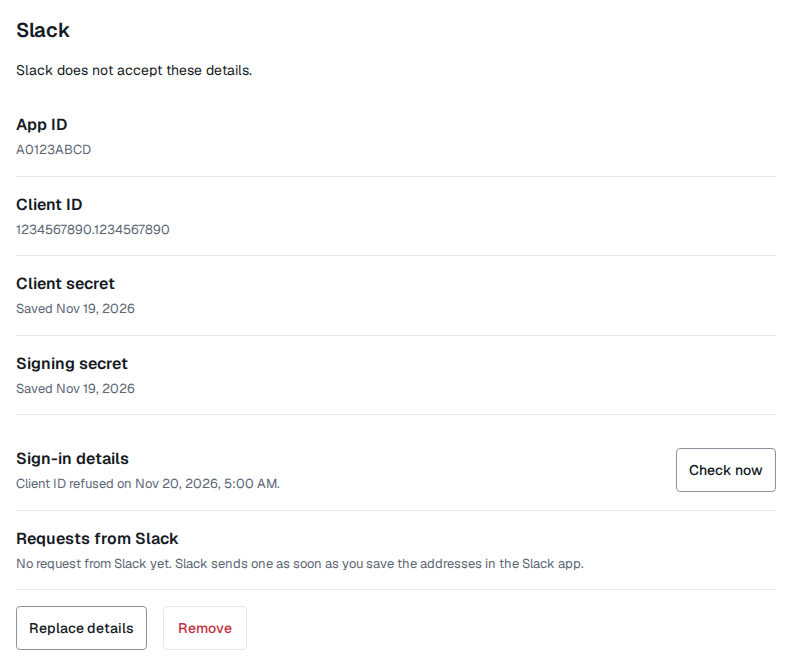 Slack
Slack does not accept these details.
App ID
A0123ABCD
Client ID
1234567890.1234567890
Client secret
Saved Nov 19, 2026
Signing secret
Saved Nov 19, 2026
Sign-in details
Client ID refused on Nov 20, 2026, 5:00 AM.
Check now
Requests from Slack
No request from Slack yet. Slack sends one as soon as you save the addresses in the Slack app.
Replace details
Remove